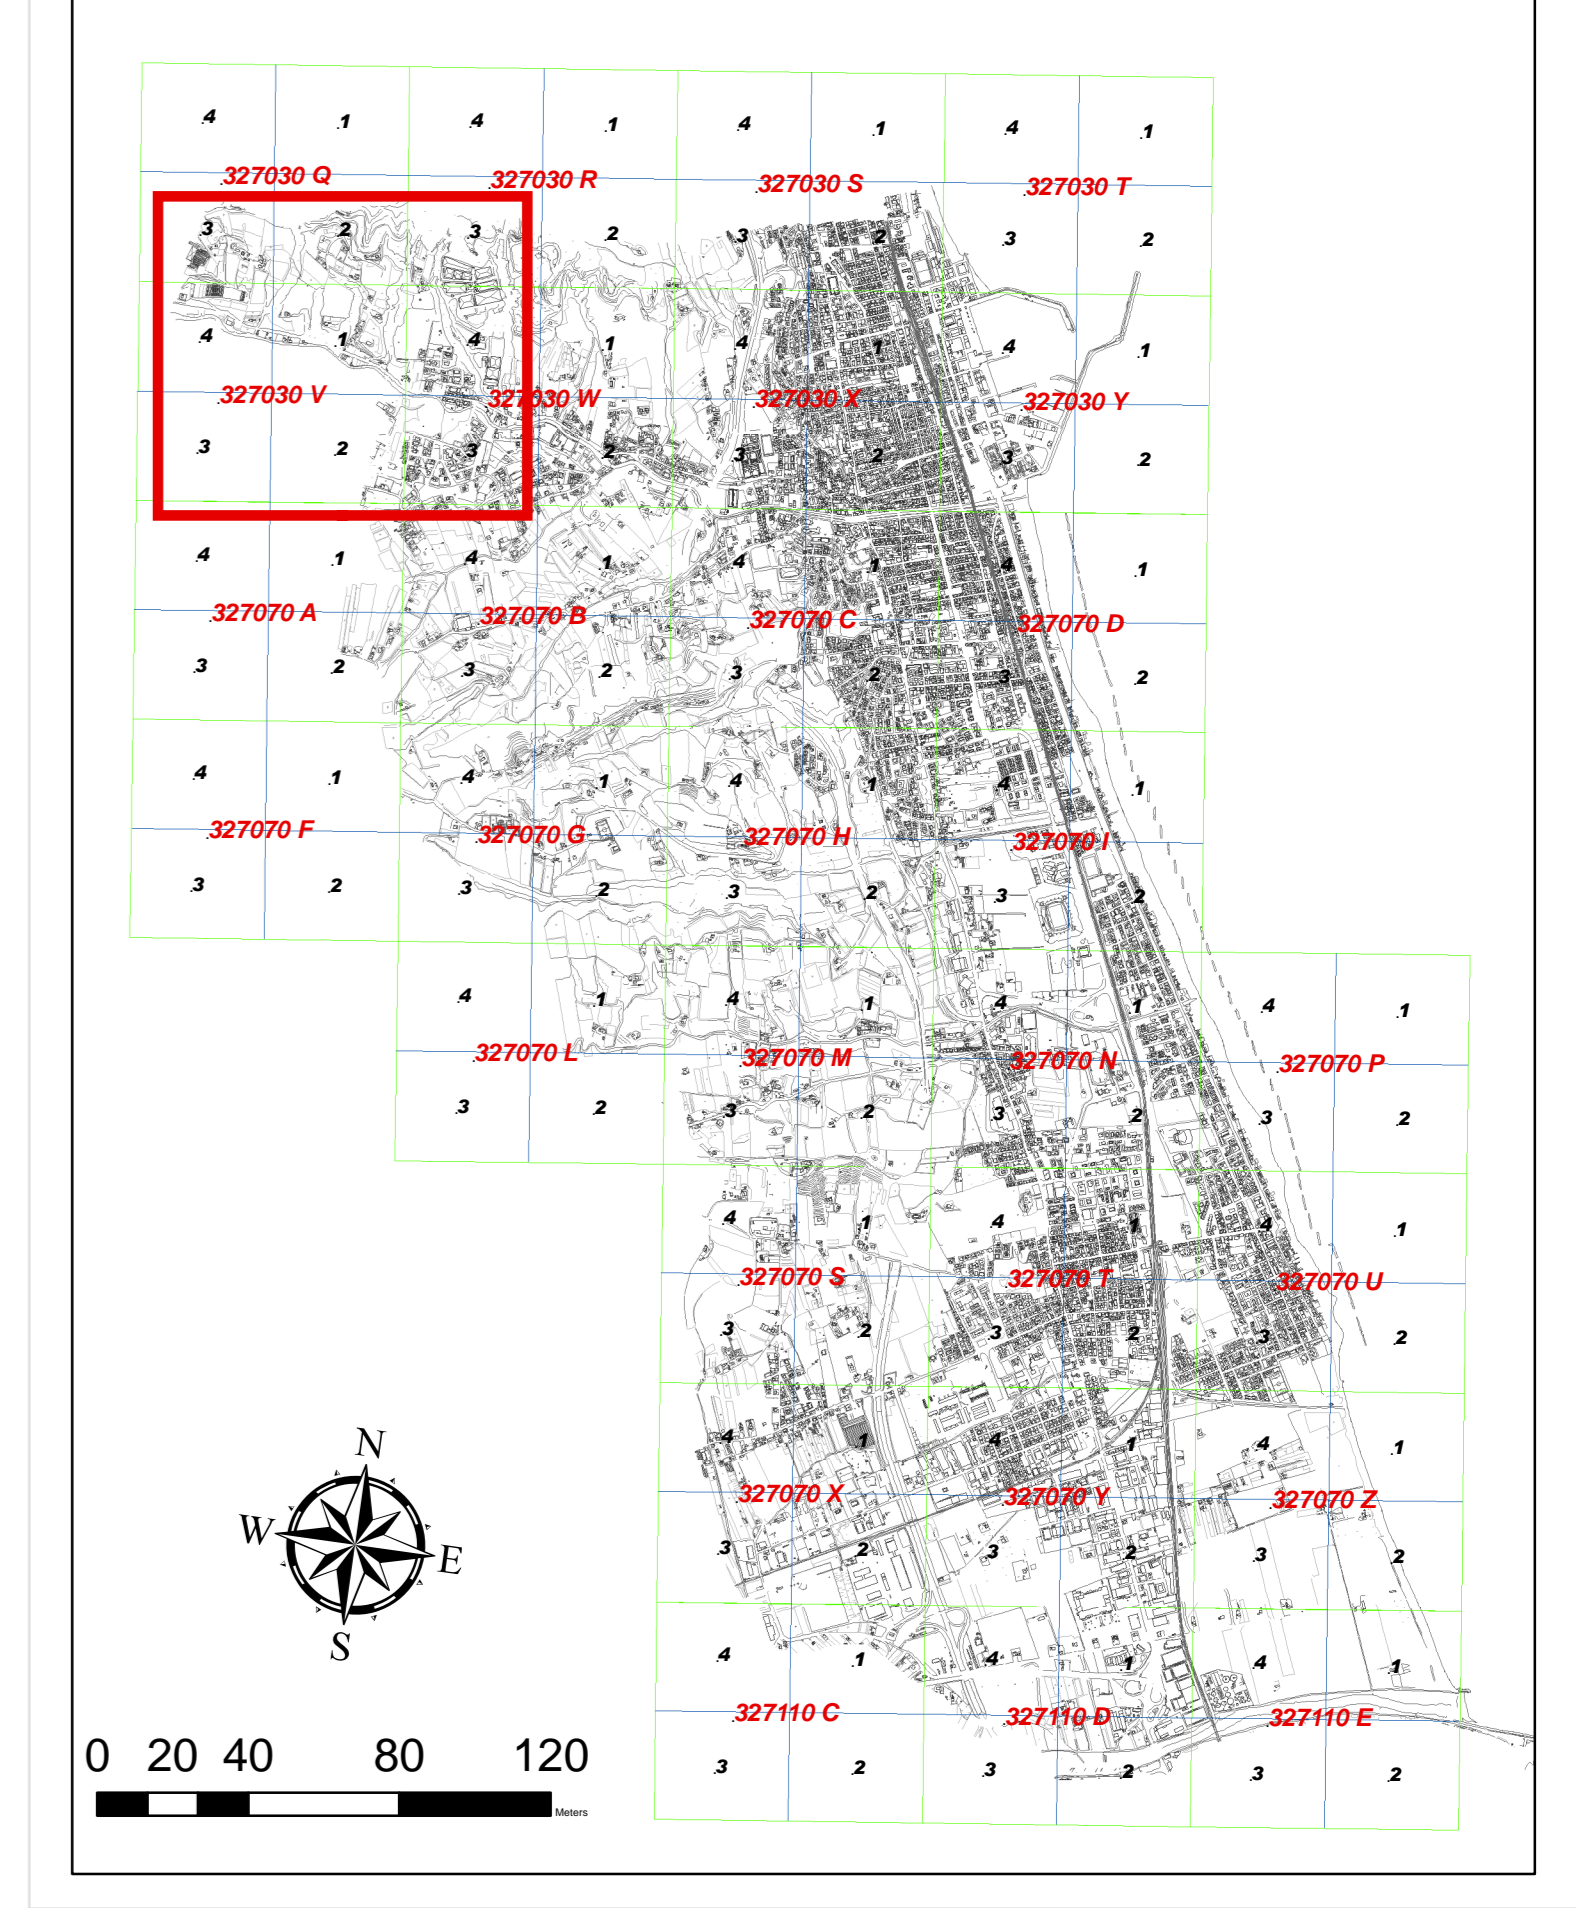 .4 .1 .4 .1 .4 .1 .4 .1
327030 Q 327030 R 327030 S 327030 T
3 2 3 2 3 2 3 2
4 1 4 1 4 1 4 1
327030 V 327030 W 327030 X 327030 Y
3 2 3 2 3 2 3 2
4 1 4 1 4 1 4 1
327070 A 327070 B 327070 C 327070 D
3 2 3 2 3 2 3 2
4 1 4 1 4 1 4 1
327070 F 327070 G 327070 H 327070 I
3 2 3 2 3 2 3 2
4 1 4 1 4 1 4 1
327070 L 327070 M 327070 N 327070 P
3 2 3 2 3 2 3 2
4 1 4 1 4 1
327070 S 327070 T 327070 U
3 2 3 2 3 2
4 1 4 1 4 1
327070 X 327070 Y 327070 Z
3 2 3 2 3 2
4 1 4 1 4 1
327110 C 327110 D 327110 E
3 2 3 2 3 2
N
W E
S
0 20 40 80 120
Meters